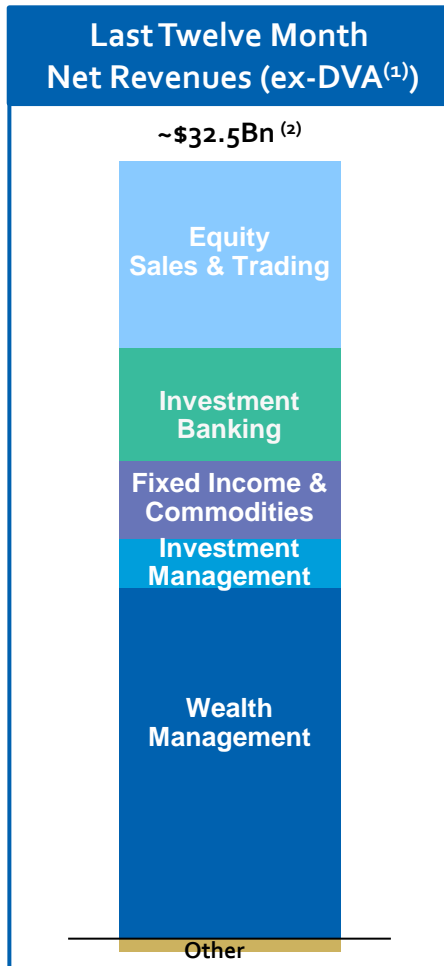 Last Twelve Month
Net Revenues (ex-DVA(1))
~$32.5Bn (2)
Equity
Sales & Trading
Investment
Banking
Fixed Income &
Commodities
Investment
Management
Wealth
Management
Other